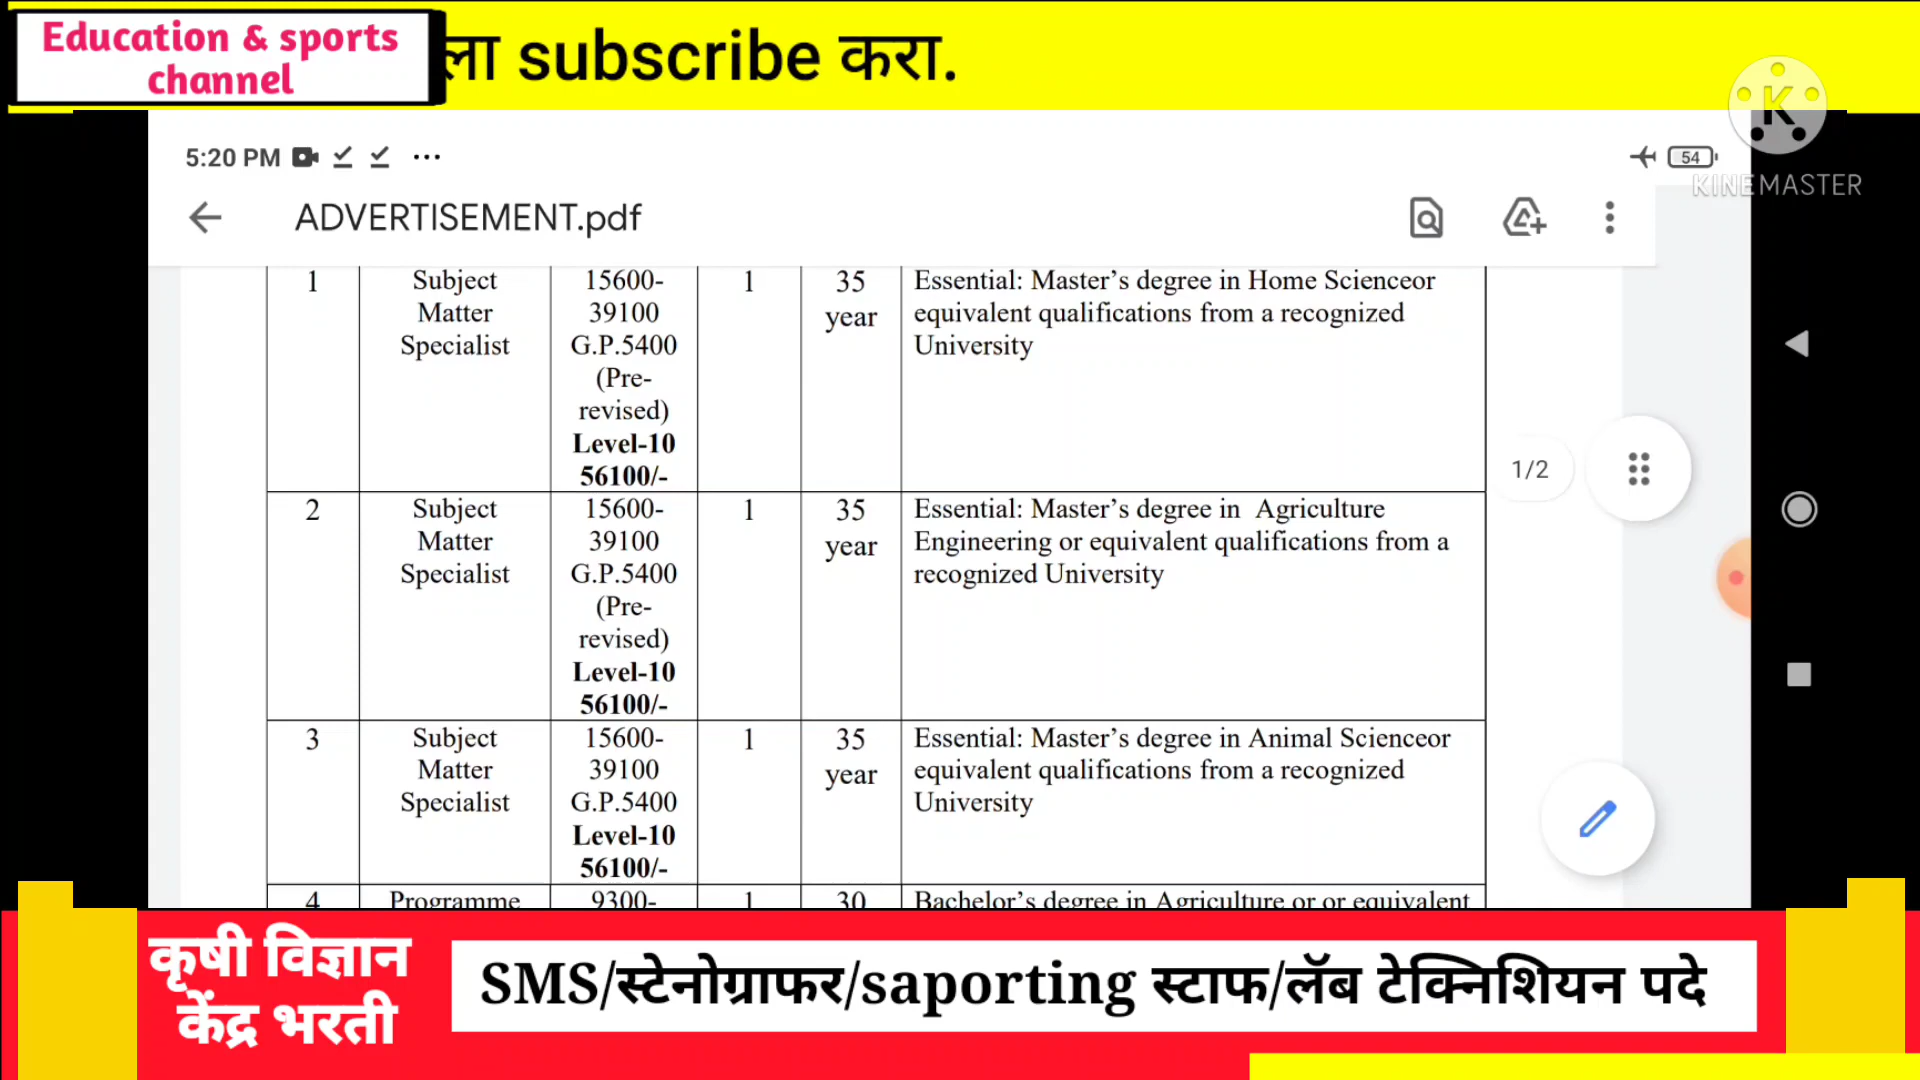 Education & sports
channel
ला subscribe करा.
5:20 PM
54
KINEMASTER
ADVERTISEMENT.pdf
1
Subject
Matter
Specialist
15600-
39100
G.P.5400
(Pre-
revised)
Level-10
56100/-
1
35
year
Essential: Master’s degree in Home Scienceor
equivalent qualifications from a recognized
University
2
Subject
Matter
Specialist
15600-
39100
G.P.5400
(Pre-
revised)
Level-10
56100/-
1
35
year
Essential: Master’s degree in Agriculture
Engineering or equivalent qualifications from a
recognized University
1/2
3
Subject
Matter
Specialist
15600-
39100
G.P.5400
Level-10
56100/-
1
35
year
Essential: Master’s degree in Animal Scienceor
equivalent qualifications from a recognized
University
4
Programme
9300-
1
30
Bachelor’s degree in Agriculture or or equivalent
कृषी विज्ञान
केंद्र भरती
SMS/स्टेनोग्राफर/saporting स्टाफ/लॅब टेक्निशियन पदे